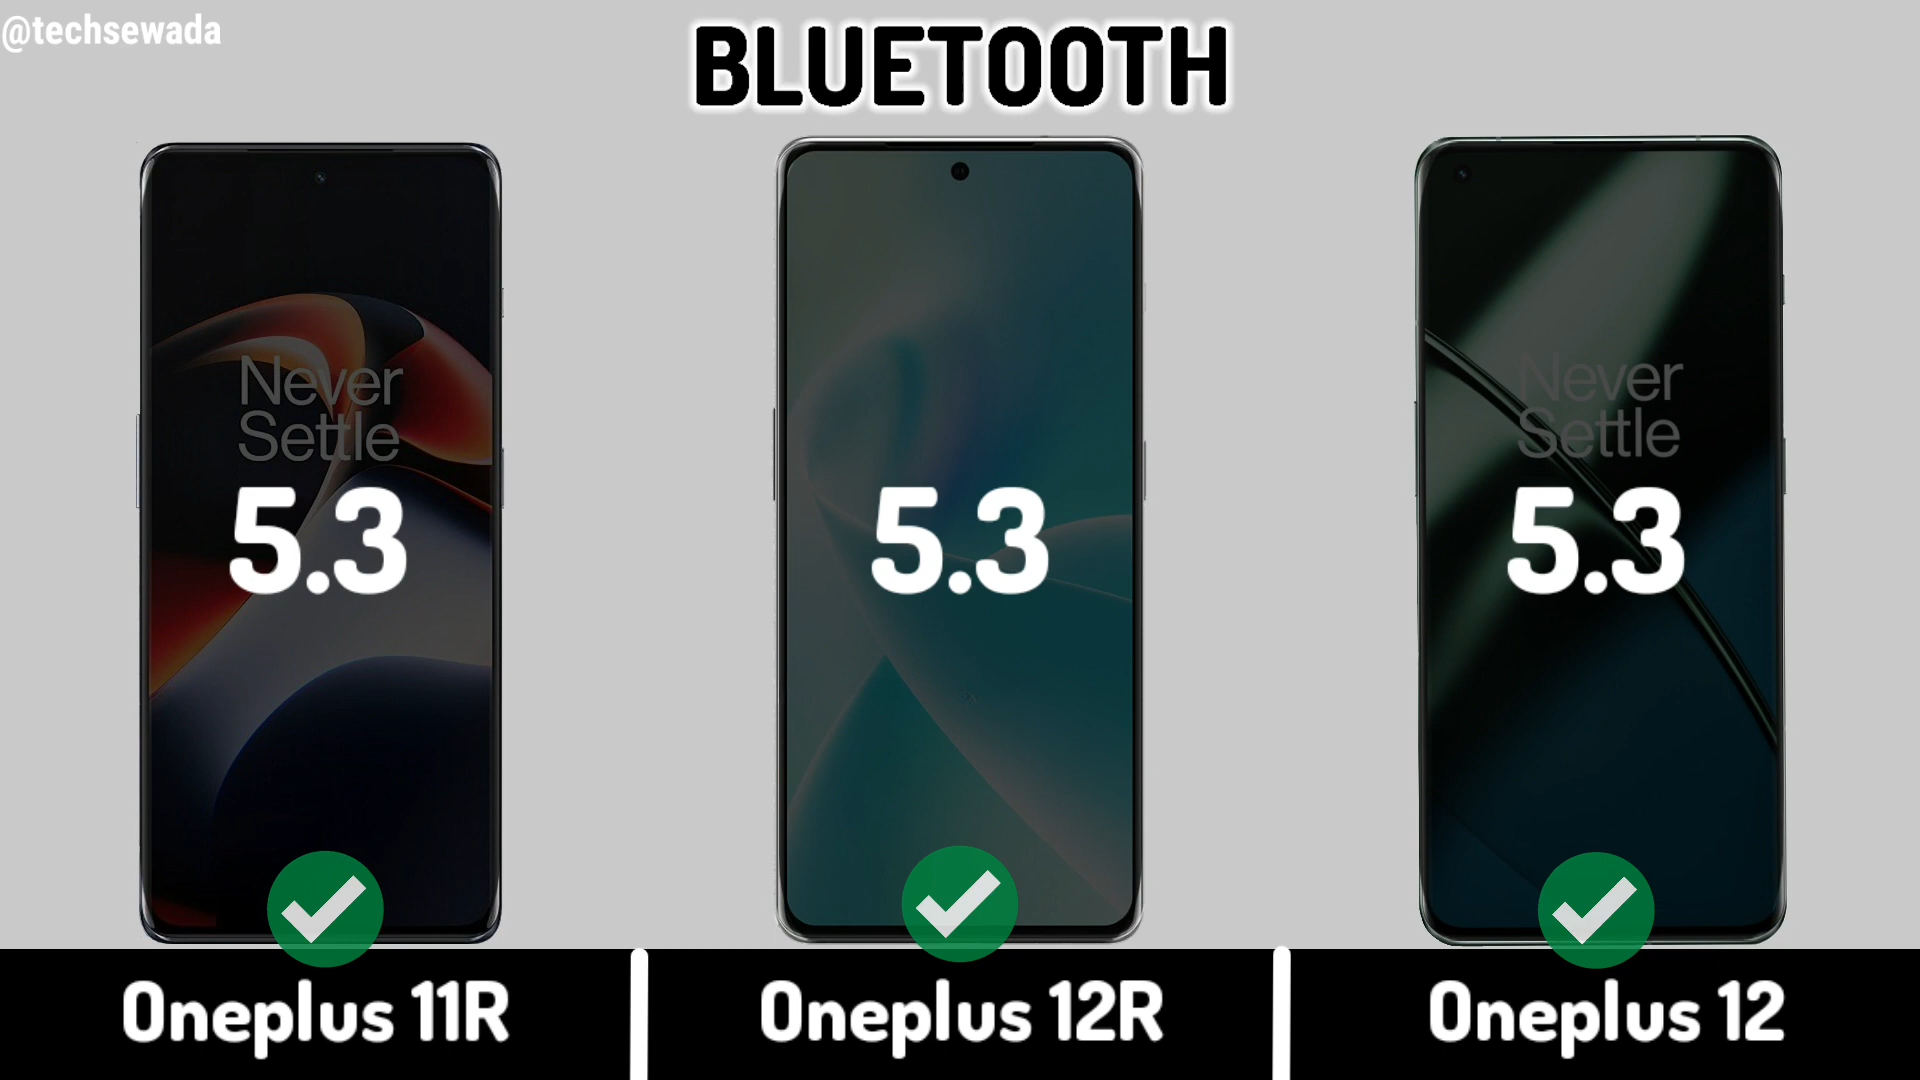 @techsewada
BLUETOOTH
Never
Settle
5.3
5.3
Never
Settle
5.3
Oneplus 11R
Oneplus 12R
Oneplus 12